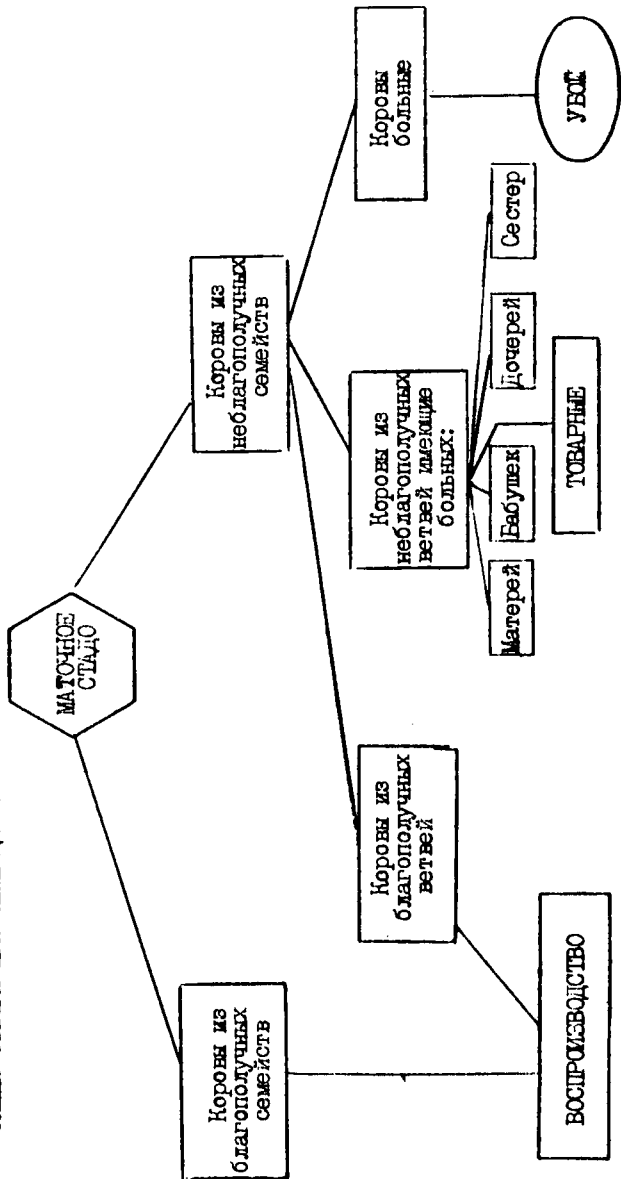 МАТОЧНОЕ
СТАДО
Коровы из
благополучных
семейств
Коровы из
неблагополучных
семейств
Коровы из
благополучных
ветвей
Коровы из
неблагополучных
ветвей имеющие
больных:
Коровы
больные
Матерей
Бабушек
Дочерей
Сестер
ВОСПРОИЗВОДСТВО
ТОВАРНЫЕ
УБОЙ